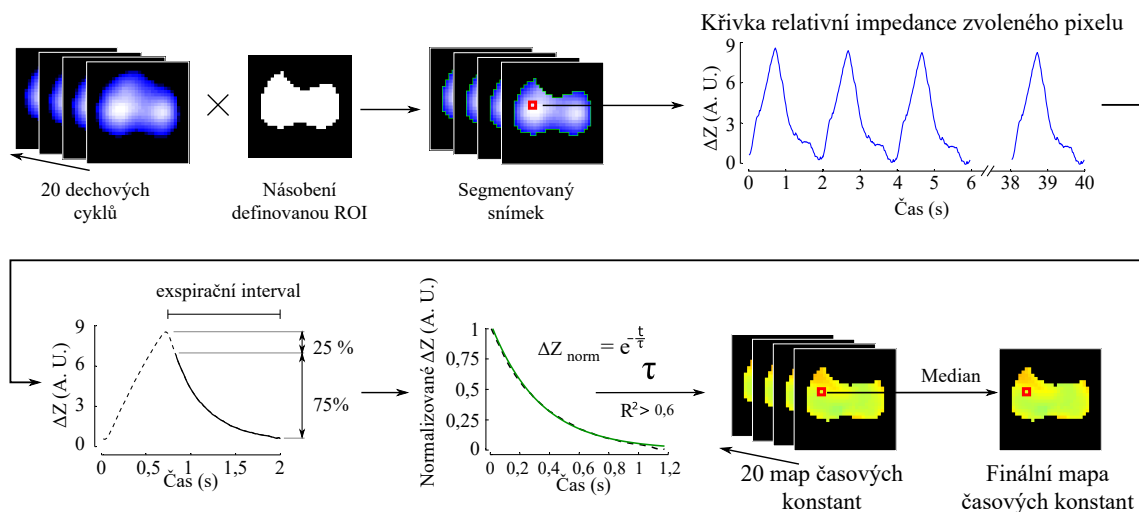 Křivka relativní impedance zvoleného pixelu
ΔZ (A. U.)
9
6
3
0
0 1 2 3 4 5 6 38 39 40
Čas (s)
20 dechových
cyklů
Násobení
definovanou ROI
Segmentovaný
snímek
exspirační interval
ΔZ (A. U.)
9
6
3
0
25 %
75%
0 0,5 1 1,5 2
Čas (s)
Normalizované ΔZ (A. U.)
1
0,75
0,5
0,25
0
0 0,2 0,4 0,6 0,8 1 1,2
Čas (s)
ΔZ norm = e^-t/τ
τ
R² > 0,6
20 map časových
konstant
Median
Finální mapa
časových konstant